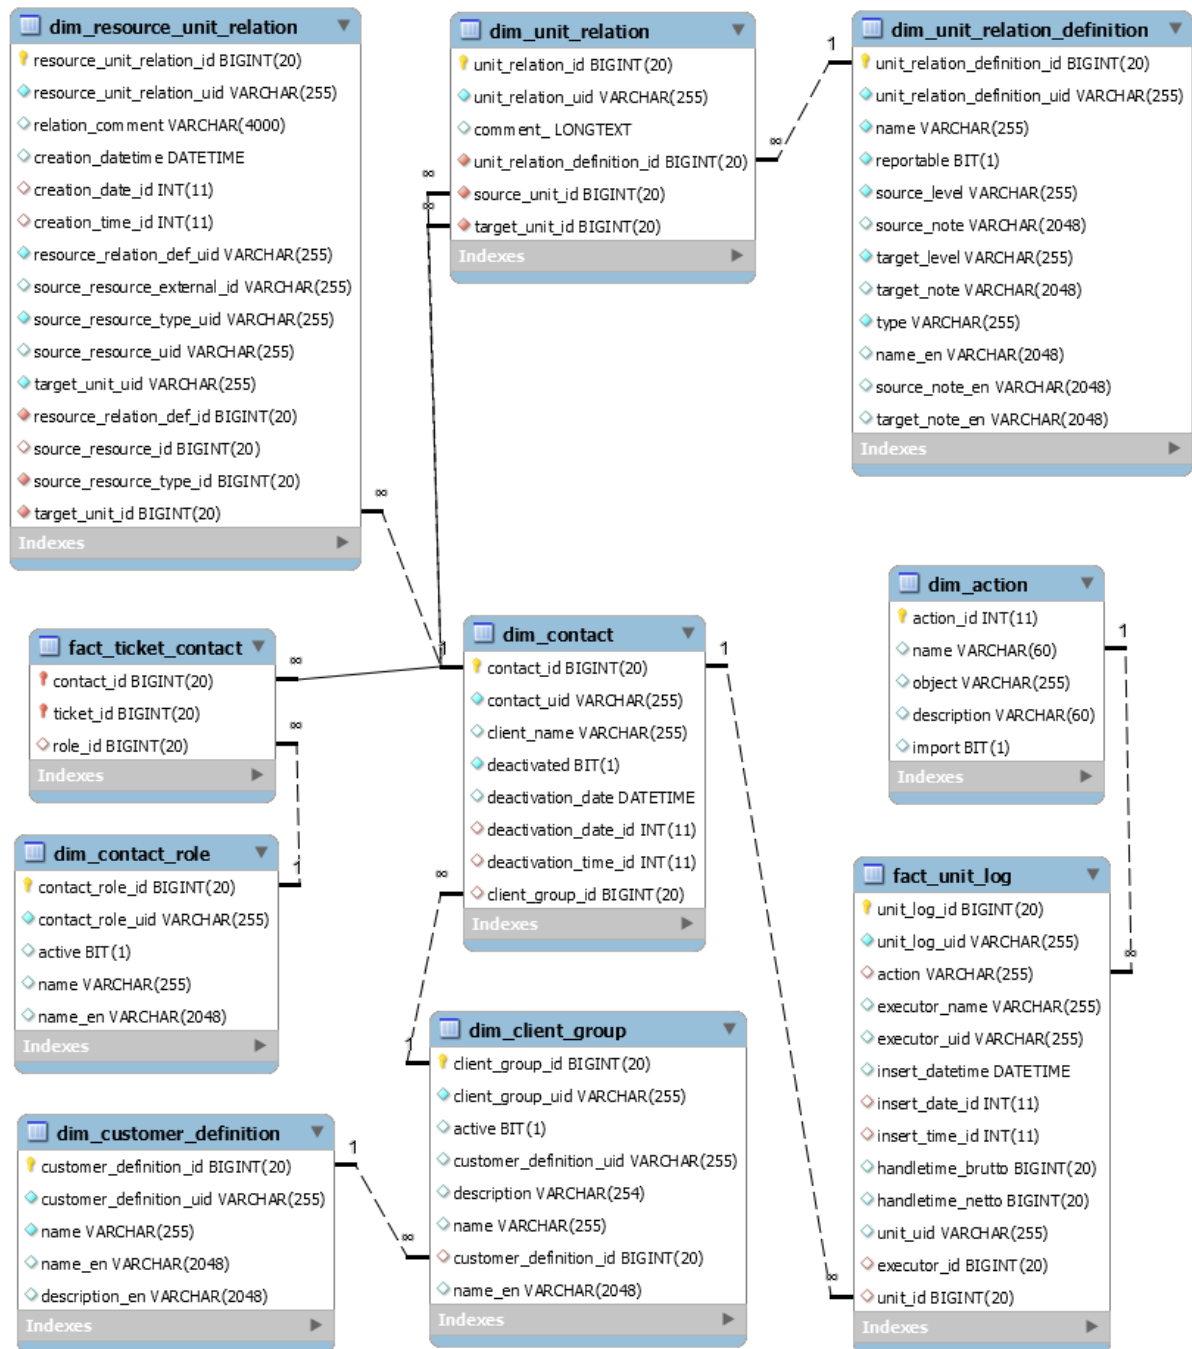 dim_resource_unit_relation
resource_unit_relation_id BIGINT(20)
resource_unit_relation_uid VARCHAR(255)
relation_comment VARCHAR(4000)
creation_datetime DATETIME
creation_date_id INT(11)
creation_time_id INT(11)
resource_relation_def_uid VARCHAR(255)
source_resource_external_id VARCHAR(255)
source_resource_type_uid VARCHAR(255)
source_resource_uid VARCHAR(255)
target_unit_uid VARCHAR(255)
resource_relation_def_id BIGINT(20)
source_resource_id BIGINT(20)
source_resource_type_id BIGINT(20)
target_unit_id BIGINT(20)
Indexes
∞
dim_unit_relation
unit_relation_id BIGINT(20)
unit_relation_uid VARCHAR(255)
comment_ LONGTEXT
unit_relation_definition_id BIGINT(20)
source_unit_id BIGINT(20)
target_unit_id BIGINT(20)
Indexes
∞
∞
∞
1
dim_unit_relation_definition
unit_relation_definition_id BIGINT(20)
unit_relation_definition_uid VARCHAR(255)
name VARCHAR(255)
reportable BIT(1)
source_level VARCHAR(255)
source_note VARCHAR(2048)
target_level VARCHAR(255)
target_note VARCHAR(2048)
type VARCHAR(255)
name_en VARCHAR(2048)
source_note_en VARCHAR(2048)
target_note_en VARCHAR(2048)
Indexes
fact_ticket_contact
contact_id BIGINT(20)
ticket_id BIGINT(20)
role_id BIGINT(20)
Indexes
∞
∞
1
dim_contact
contact_id BIGINT(20)
contact_uid VARCHAR(255)
client_name VARCHAR(255)
deactivated BIT(1)
deactivation_date DATETIME
deactivation_date_id INT(11)
deactivation_time_id INT(11)
client_group_id BIGINT(20)
Indexes
1
∞
dim_action
action_id INT(11)
name VARCHAR(60)
object VARCHAR(255)
description VARCHAR(60)
import BIT(1)
Indexes
1
dim_contact_role
contact_role_id BIGINT(20)
contact_role_uid VARCHAR(255)
active BIT(1)
name VARCHAR(255)
name_en VARCHAR(2048)
Indexes
1
fact_unit_log
unit_log_id BIGINT(20)
unit_log_uid VARCHAR(255)
action VARCHAR(255)
executor_name VARCHAR(255)
executor_uid VARCHAR(255)
insert_datetime DATETIME
insert_date_id INT(11)
insert_time_id INT(11)
handletime_brutto BIGINT(20)
handletime_netto BIGINT(20)
unit_uid VARCHAR(255)
executor_id BIGINT(20)
unit_id BIGINT(20)
Indexes
∞
∞
dim_client_group
client_group_id BIGINT(20)
client_group_uid VARCHAR(255)
active BIT(1)
customer_definition_uid VARCHAR(255)
description VARCHAR(254)
name VARCHAR(255)
customer_definition_id BIGINT(20)
name_en VARCHAR(2048)
Indexes
1
∞
dim_customer_definition
customer_definition_id BIGINT(20)
customer_definition_uid VARCHAR(255)
name VARCHAR(255)
name_en VARCHAR(2048)
description_en VARCHAR(2048)
Indexes
1